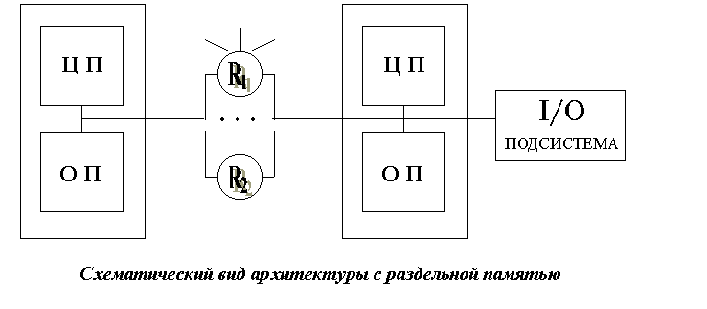 Ц П
R1
Ц П
I/O
ПОДСИСТЕМА
. . .
О П
R2
О П
Схематический вид архитектуры с раздельной памятью